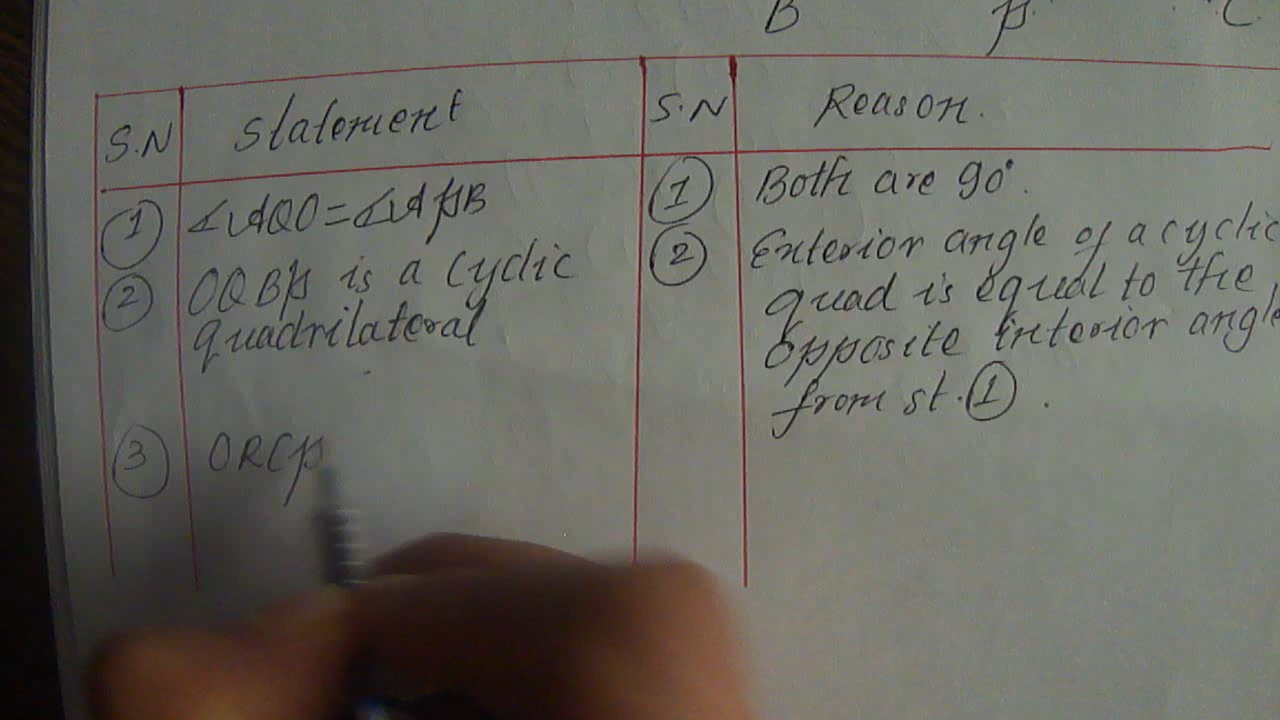 B P C
S.N Statement S.N Reason.
① ∠AQO=∠APB ① Both are 90°.
② OQBP is a cyclic ② Exterior angle of a cyclic
quadrilateral quad is equal to the
opposite interior angle
from st. ① .
③ ORCP